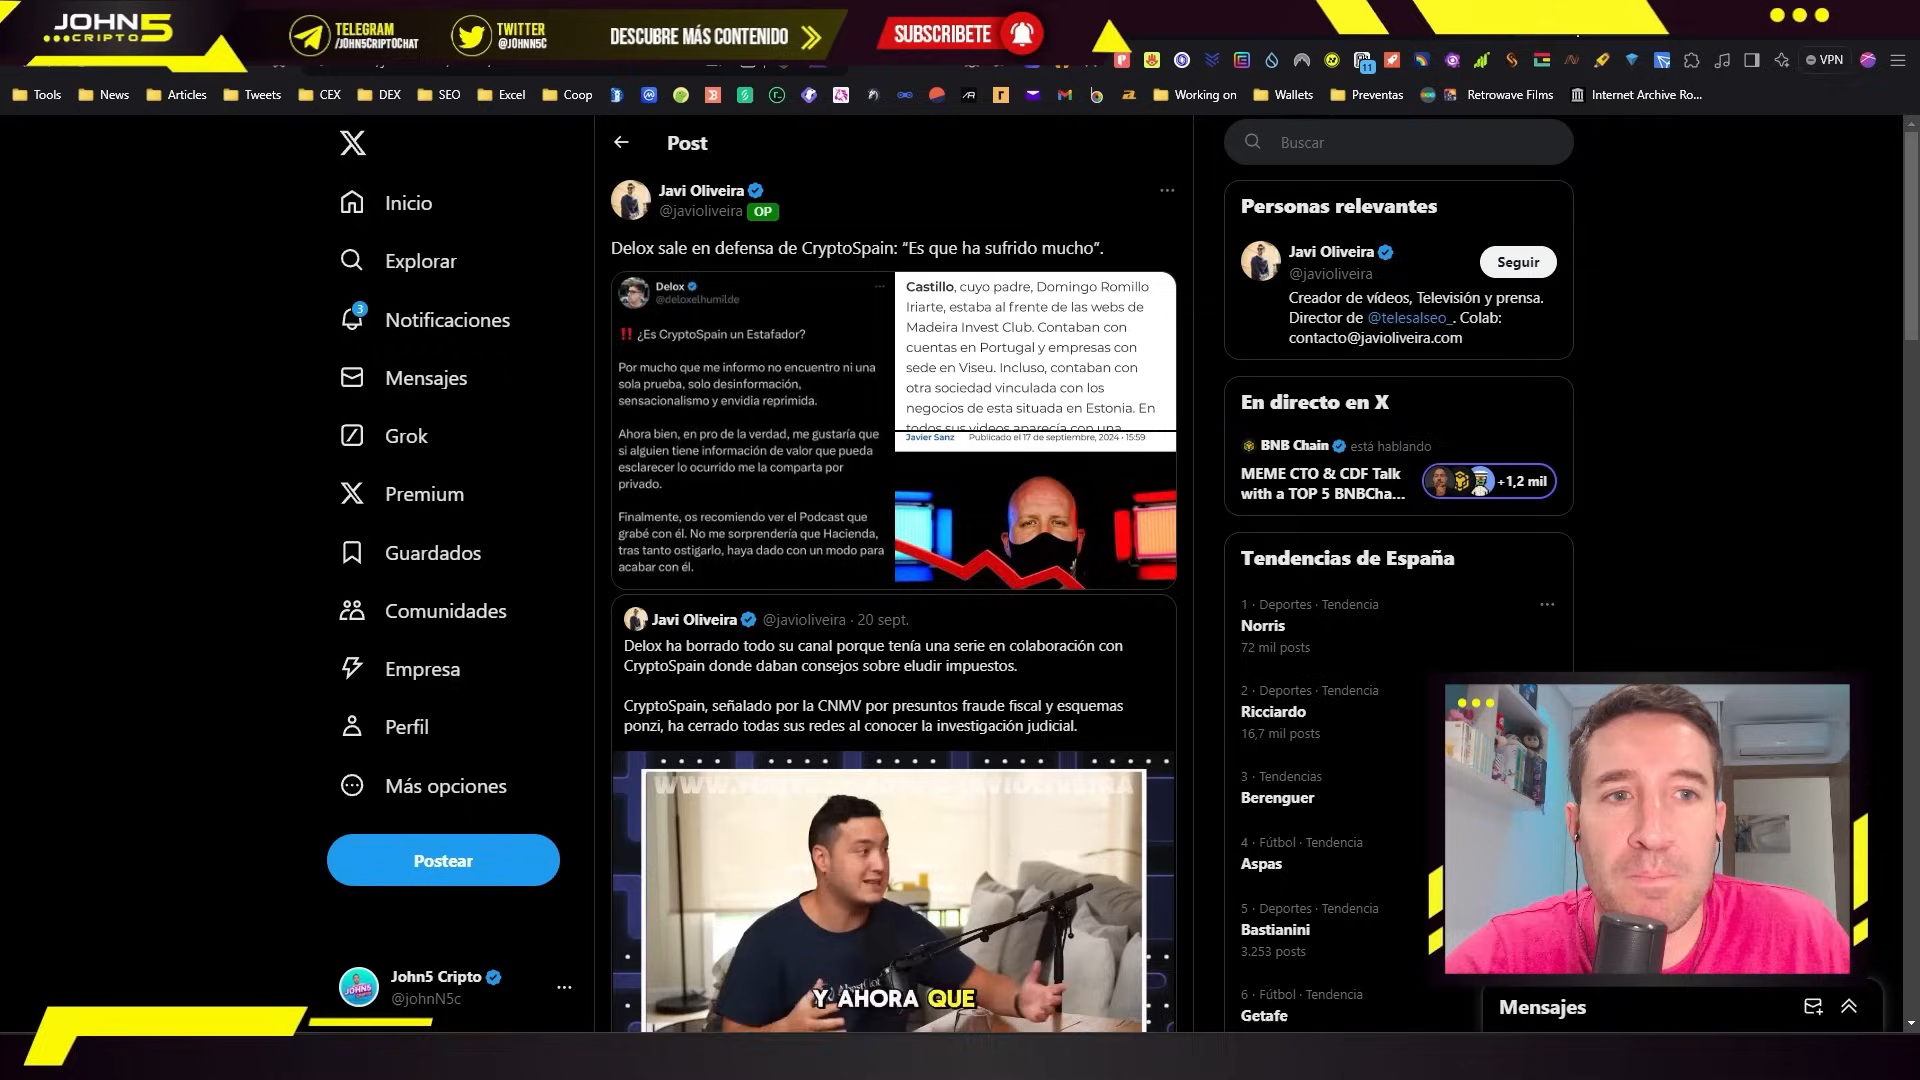 JOHN 5
CRIPTO
TELEGRAM
/JOHN5CRIPTOCHAT
TWITTER
@JOHNN5C
DESCUBRE MÁS CONTENIDO
SUBSCRIBETE
11
VPN
Tools
News
Articles
Tweets
CEX
DEX
SEO
Excel
Coop
Working on
Wallets
Preventas
Retrowave Films
Internet Archive Ro...
Inicio
Explorar
3
Notificaciones
Mensajes
Grok
Premium
Guardados
Comunidades
Empresa
Perfil
Más opciones
Postear
John5 Cripto
@johnN5c
Post
Javi Oliveira
@javioliveira OP
Delox sale en defensa de CryptoSpain: “Es que ha sufrido mucho”.
Delox
@deloxelhumilde
‼ ¿Es CryptoSpain un Estafador?
Por mucho que me informo no encuentro ni una
sola prueba, solo desinformación,
sensacionalismo y envidia reprimida.
Ahora bien, en pro de la verdad, me gustaría que
si alguien tiene información de valor que pueda
esclarecer lo ocurrido me la comparta por
privado.
Finalmente, os recomiendo ver el Podcast que
grabé con él. No me sorprendería que Hacienda,
tras tanto ostigarlo, haya dado con un modo para
acabar con él.
Castillo, cuyo padre, Domingo Romillo
Iriarte, estaba al frente de las webs de
Madeira Invest Club. Contaban con
cuentas en Portugal y empresas con
sede en Viseu. Incluso, contaban con
otra sociedad vinculada con los
negocios de esta situada en Estonia. En
todos sus videos aparecía con una
Javier Sanz Publicado el 17 de septiembre, 2024 · 15:59
Javi Oliveira @javioliveira · 20 sept.
Delox ha borrado todo su canal porque tenía una serie en colaboración con
CryptoSpain donde daban consejos sobre eludir impuestos.
CryptoSpain, señalado por la CNMV por presuntos fraude fiscal y esquemas
ponzi, ha cerrado todas sus redes al conocer la investigación judicial.
Y AHORA QUE
Buscar
Personas relevantes
Javi Oliveira
@javioliveira
Seguir
Creador de vídeos, Televisión y prensa.
Director de @telesalseo_. Colab:
contacto@javioliveira.com
En directo en X
BNB Chain está hablando
MEME CTO & CDF Talk
with a TOP 5 BNBCha...
+1,2 mil
Tendencias de España
1 · Deportes · Tendencia
Norris
72 mil posts
2 · Deportes · Tendencia
Ricciardo
16,7 mil posts
3 · Tendencias
Berenguer
4 · Fútbol · Tendencia
Aspas
5 · Deportes · Tendencia
Bastianini
3.253 posts
6 · Fútbol · Tendencia
Getafe
Mensajes